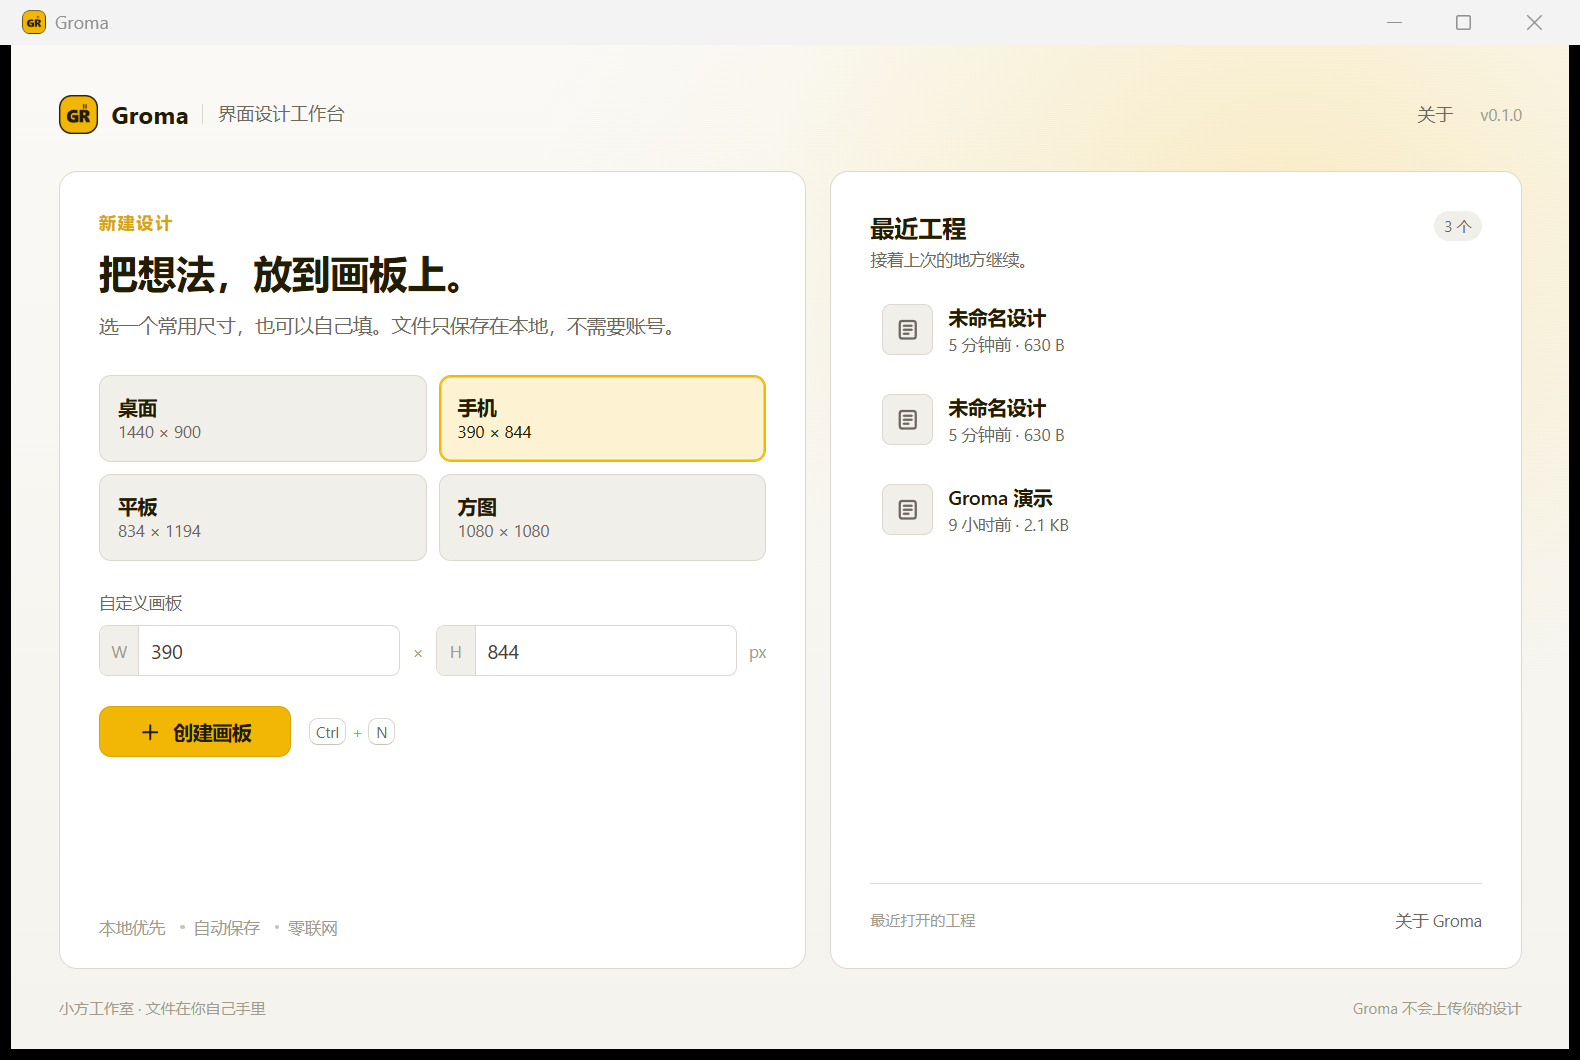 GR Groma
GR Groma 界面设计工作台
关于 v0.1.0
新建设计
把想法，放到画板上。
选一个常用尺寸，也可以自己填。文件只保存在本地，不需要账号。
桌面
1440 × 900
手机
390 × 844
平板
834 × 1194
方图
1080 × 1080
自定义画板
W 390 × H 844 px
+ 创建画板 Ctrl + N
本地优先 • 自动保存 • 零联网
最近工程 3 个
接着上次的地方继续。
未命名设计
5 分钟前 · 630 B
未命名设计
5 分钟前 · 630 B
Groma 演示
9 小时前 · 2.1 KB
最近打开的工程 关于 Groma
小方工作室 · 文件在你自己手里
Groma 不会上传你的设计